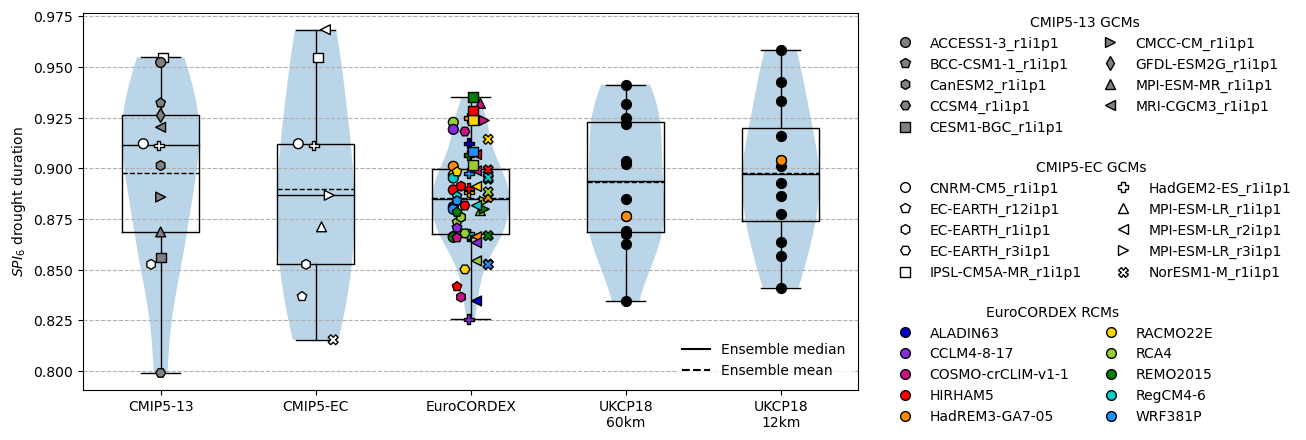 SPI6 drought duration
0.975
0.950
0.925
0.900
0.875
0.850
0.825
0.800
CMIP5-13
CMIP5-EC
EuroCORDEX
UKCP18
60km
UKCP18
12km
Ensemble median
Ensemble mean
CMIP5-13 GCMs
ACCESS1-3_r1i1p1
BCC-CSM1-1_r1i1p1
CanESM2_r1i1p1
CCSM4_r1i1p1
CESM1-BGC_r1i1p1
CMCC-CM_r1i1p1
GFDL-ESM2G_r1i1p1
MPI-ESM-MR_r1i1p1
MRI-CGCM3_r1i1p1
CMIP5-EC GCMs
CNRM-CM5_r1i1p1
EC-EARTH_r12i1p1
EC-EARTH_r1i1p1
EC-EARTH_r3i1p1
IPSL-CM5A-MR_r1i1p1
HadGEM2-ES_r1i1p1
MPI-ESM-LR_r1i1p1
MPI-ESM-LR_r2i1p1
MPI-ESM-LR_r3i1p1
NorESM1-M_r1i1p1
EuroCORDEX RCMs
ALADIN63
CCLM4-8-17
COSMO-crCLIM-v1-1
HIRHAM5
HadREM3-GA7-05
RACMO22E
RCA4
REMO2015
RegCM4-6
WRF381P